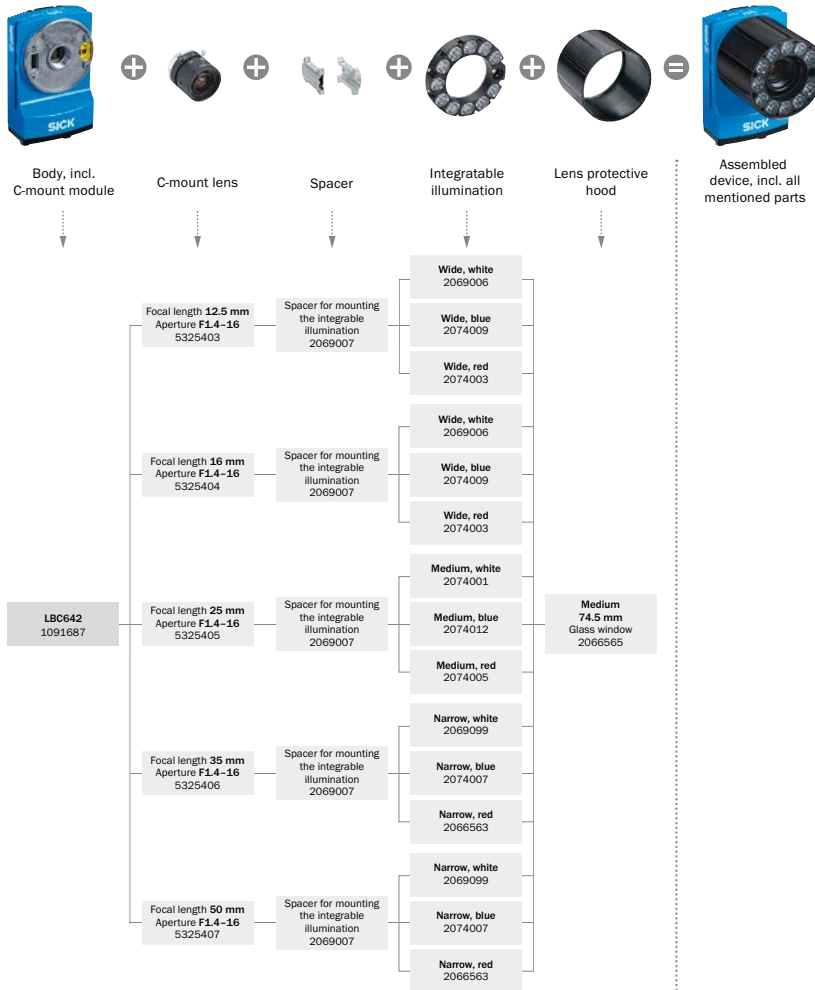 SICK
SICK
Body, incl.
C-mount module
C-mount lens
Spacer
Integratable
illumination
Lens protective
hood
Assembled
device, incl. all
mentioned parts
LBC642
1091687
Focal length 12.5 mm
Aperture F1.4–16
5325403
Spacer for mounting
the integrable
illumination
2069007
Wide, white
2069006
Wide, blue
2074009
Wide, red
2074003
Focal length 16 mm
Aperture F1.4–16
5325404
Spacer for mounting
the integrable
illumination
2069007
Wide, white
2069006
Wide, blue
2074009
Wide, red
2074003
Focal length 25 mm
Aperture F1.4–16
5325405
Spacer for mounting
the integrable
illumination
2069007
Medium, white
2074001
Medium, blue
2074012
Medium, red
2074005
Focal length 35 mm
Aperture F1.4–16
5325406
Spacer for mounting
the integrable
illumination
2069007
Narrow, white
2069099
Narrow, blue
2074007
Narrow, red
2066563
Focal length 50 mm
Aperture F1.4–16
5325407
Spacer for mounting
the integrable
illumination
2069007
Narrow, white
2069099
Narrow, blue
2074007
Narrow, red
2066563
Medium
74.5 mm
Glass window
2066565